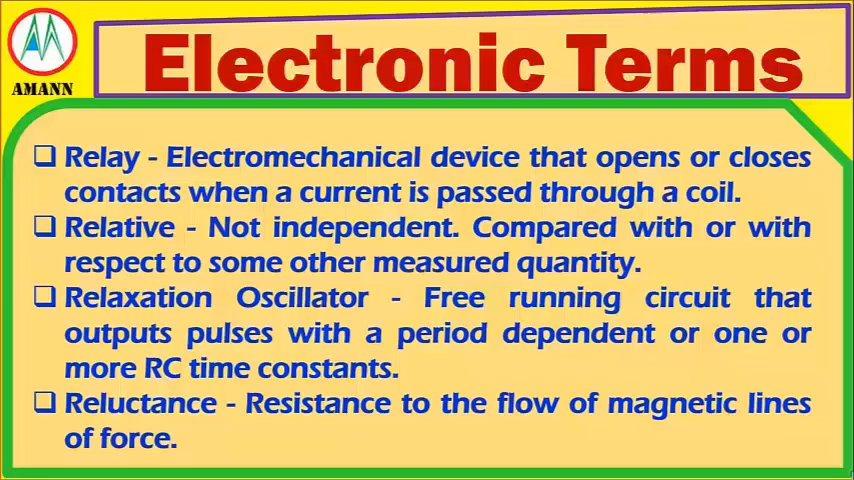 AMANN
Electronic Terms
❑ Relay - Electromechanical device that opens or closes
contacts when a current is passed through a coil.
❑ Relative - Not independent. Compared with or with
respect to some other measured quantity.
❑ Relaxation Oscillator - Free running circuit that
outputs pulses with a period dependent or one or
more RC time constants.
❑ Reluctance - Resistance to the flow of magnetic lines
of force.